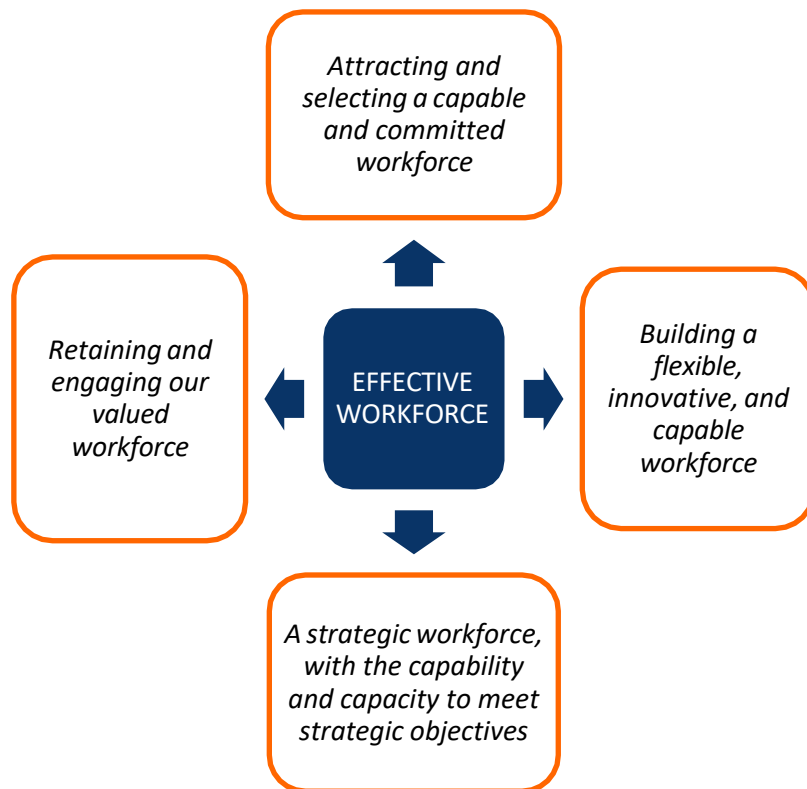 Attracting and
selecting a capable
and committed
workforce
Retaining and
engaging our
valued
workforce
EFFECTIVE
WORKFORCE
Building a
flexible,
innovative, and
capable
workforce
A strategic workforce,
with the capability
and capacity to meet
strategic objectives